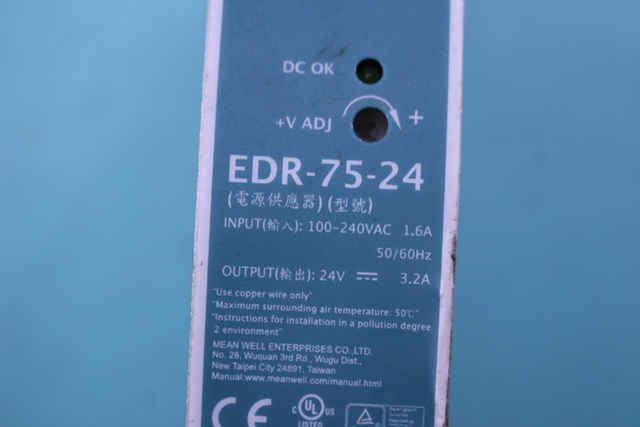 DC OK
+V ADJ +
EDR-75-24
(電源供應器)(型號)
INPUT(輸入): 100-240VAC 1.6A
50/60Hz
OUTPUT(輸出): 24V 3.2A
"Use copper wire only"
"Maximum surrounding air temperature: 50℃"
"Instructions for installation in a pollution degree
2 environment"
MEAN WELL ENTERPRISES CO.,LTD.
No. 28, Wuquan 3rd Rd., Wugu Dist.,
New Taipei City 24891, Taiwan
Manual:www.meanwell.com/manual.html
CE C UL US
LISTED